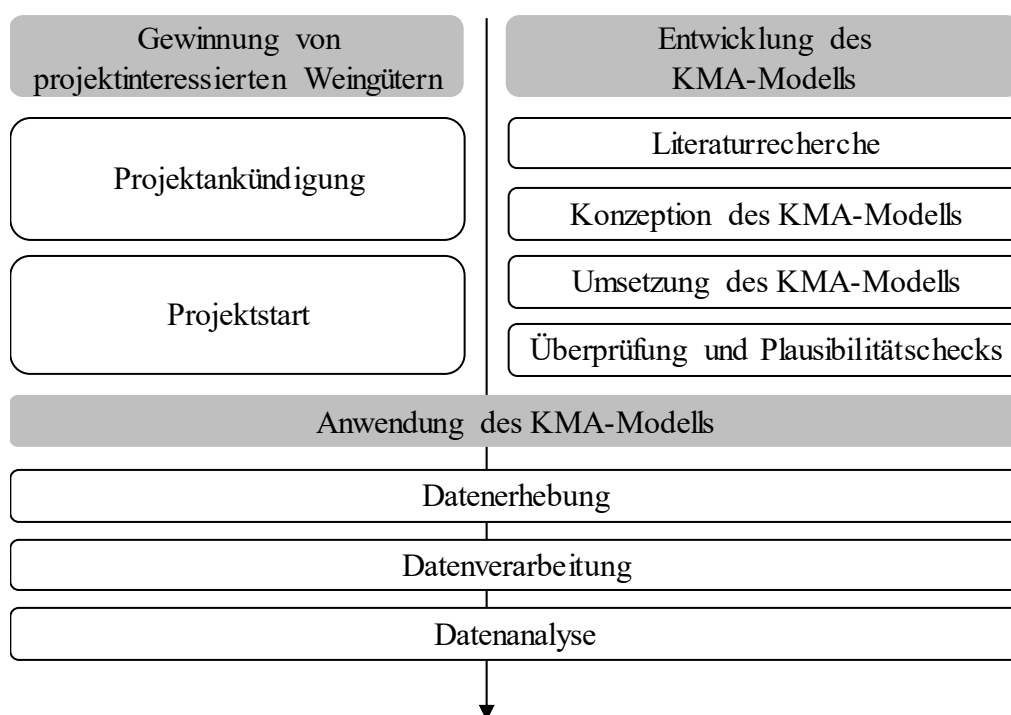 Gewinnung von
projektinteressierten Weingütern
Projektankündigung
Projektstart
Entwicklung des
KMA-Modells
Literaturrecherche
Konzeption des KMA-Modells
Umsetzung des KMA-Modells
Überprüfung und Plausibilitätschecks
Anwendung des KMA-Modells
Datenerhebung
Datenverarbeitung
Datenanalyse